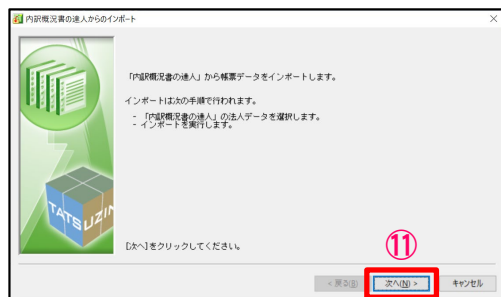 内訳概況書の達人からのインポート
「内訳概況書の達人」から帳票データをインポートします。
インポートは次の手順で行われます。
- 「内訳概況書の達人」の法人データを選択します。
- インポートを実行します。
TATSUZIN
[次へ]をクリックしてください。
⑪
< 戻る(B)
次へ(N) >
キャンセル